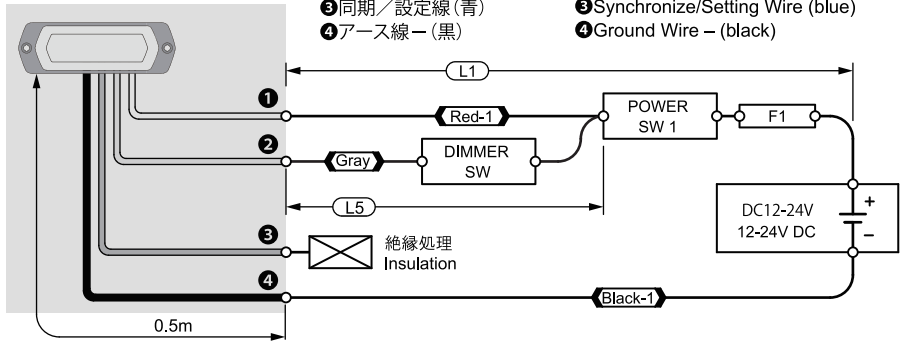 ❸同期／設定線(青)
❸Synchronize/Setting Wire (blue)
❹アース線－(黒)
❹Ground Wire – (black)
L1
❶
Red-1
POWER
SW 1
F1
❷
Gray
DIMMER
SW
L5
DC12-24V
12-24V DC
+
–
❸
絶縁処理
Insulation
❹
Black-1
0.5m